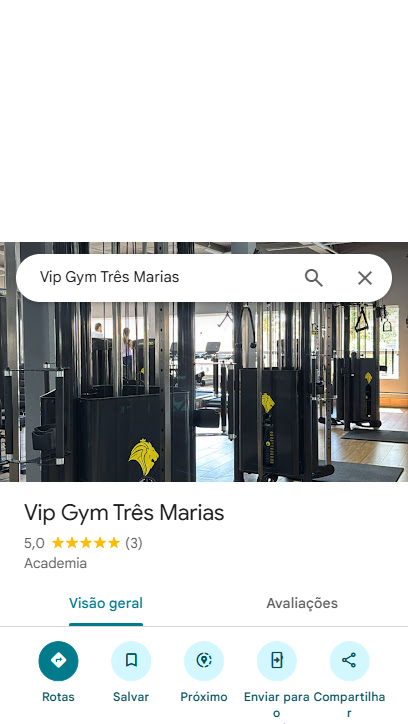 Vip Gym Três Marias
Vip Gym Três Marias
5,0 (3)
Academia
Visão geral Avaliações
Rotas Salvar Próximo Enviar para o Compartilhar